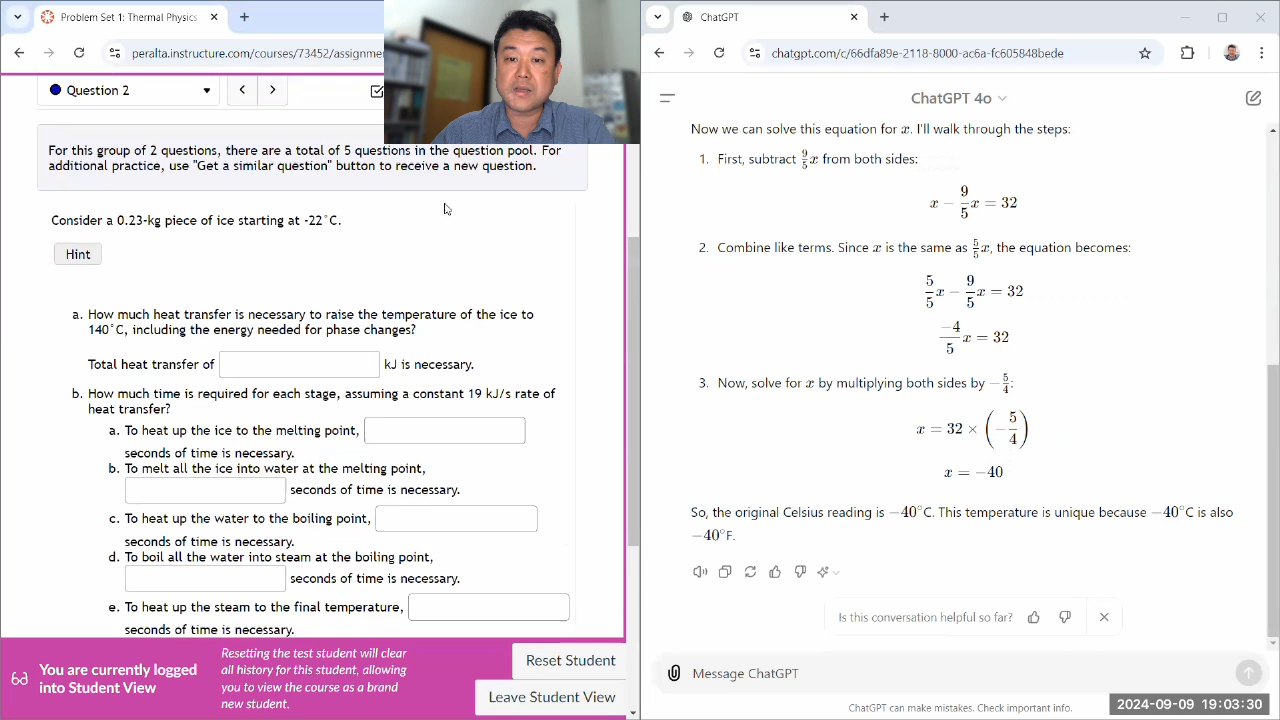 Problem Set 1: Thermal Physics
peralta.instructure.com/courses/73452/assignme
Question 2
For this group of 2 questions, there are a total of 5 questions in the question pool. For
additional practice, use "Get a similar question" button to receive a new question.
Consider a 0.23-kg piece of ice starting at -22°C.
Hint
a. How much heat transfer is necessary to raise the temperature of the ice to
140°C, including the energy needed for phase changes?
Total heat transfer of kJ is necessary.
b. How much time is required for each stage, assuming a constant 19 kJ/s rate of
heat transfer?
a. To heat up the ice to the melting point,
seconds of time is necessary.
b. To melt all the ice into water at the melting point,
seconds of time is necessary.
c. To heat up the water to the boiling point,
seconds of time is necessary.
d. To boil all the water into steam at the boiling point,
seconds of time is necessary.
e. To heat up the steam to the final temperature,
seconds of time is necessary.
You are currently logged
into Student View
Resetting the test student will clear
all history for this student, allowing
you to view the course as a brand
new student.
Reset Student
Leave Student View
ChatGPT
chatgpt.com/c/66dfa89e-2118-8000-ac6a-fc605848bede
ChatGPT 4o
Now we can solve this equation for x. I'll walk through the steps:
1. First, subtract 9/5 x from both sides:
x − 9/5 x = 32
2. Combine like terms. Since x is the same as 5/5 x, the equation becomes:
5/5 x − 9/5 x = 32
−4/5 x = 32
3. Now, solve for x by multiplying both sides by −5/4:
x = 32 × (−5/4)
x = −40
So, the original Celsius reading is −40°C. This temperature is unique because −40°C is also
−40°F.
Is this conversation helpful so far?
Message ChatGPT
ChatGPT can make mistakes. Check important info.
2024-09-09 19:03:30